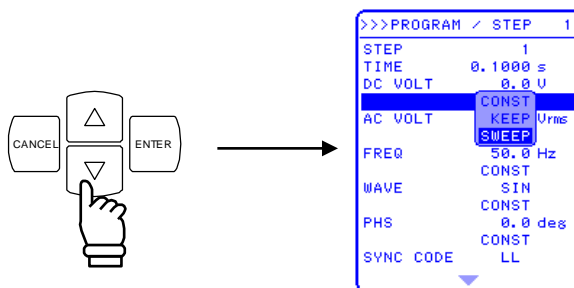 CANCEL
ENTER
>>>PROGRAM / STEP 1
STEP 1
TIME 0.1000 s
DC VOLT 0.0 V
CONST
AC VOLT KEEP Vrms
SWEEP
FREQ 50.0 Hz
CONST
WAVE SIN
CONST
PHS 0.0 deg
CONST
SYNC CODE LL